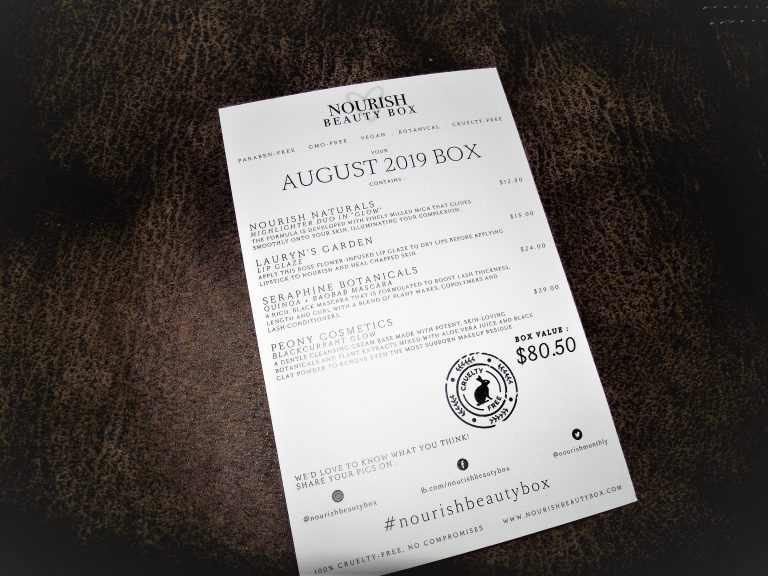 NOURISH
BEAUTY BOX
PARABEN-FREE . GMO-FREE . VEGAN . BOTANICAL . CRUELTY-FREE
YOUR
AUGUST 2019 BOX
CONTAINS
NOURISH NATURALS $12.50
HIGHLIGHTER DUO IN "GLOW"
THE FORMULA IS DEVELOPED WITH FINELY MILLED MICA THAT GLIDES
SMOOTHLY ONTO YOUR SKIN, ILLUMINATING YOUR COMPLEXION.
LAURYN'S GARDEN $15.00
LIP GLAZE
APPLY THIS ROSE FLOWER-INFUSED LIP GLAZE TO DRY LIPS BEFORE APPLYING
LIPSTICK TO NOURISH AND HEAL CHAPPED SKIN.
SERAPHINE BOTANICALS $24.00
QUINOA + BAOBAB MASCARA
A RICH, BLACK MASCARA THAT IS FORMULATED TO BOOST LASH THICKNESS,
LENGTH AND CURL WITH A BLEND OF PLANT WAXES, COPOLYMERS AND
LASH CONDITIONERS.
PEONY COSMETICS $29.00
BLACKCURRANT GLOW
A GENTLE CLEANSING CREAM BASE MADE WITH POTENT, SKIN-LOVING
BOTANICALS AND PLANT EXTRACTS MIXED WITH ALOE VERA JUICE AND BLACK
CLAY POWDER TO REMOVE EVEN THE MOST SUBBORN MAKEUP RESIDUE.
BOX VALUE :
$80.50
CRUELTY
FREE
WE'D LOVE TO KNOW WHAT YOU THINK!
SHARE YOUR PICS ON :
@nourishbeautybox
fb.com/nourishbeautybox
@nourishmonthly
#nourishbeautybox
100% CRUELTY-FREE, NO COMPROMISES WWW.NOURISHBEAUTYBOX.COM